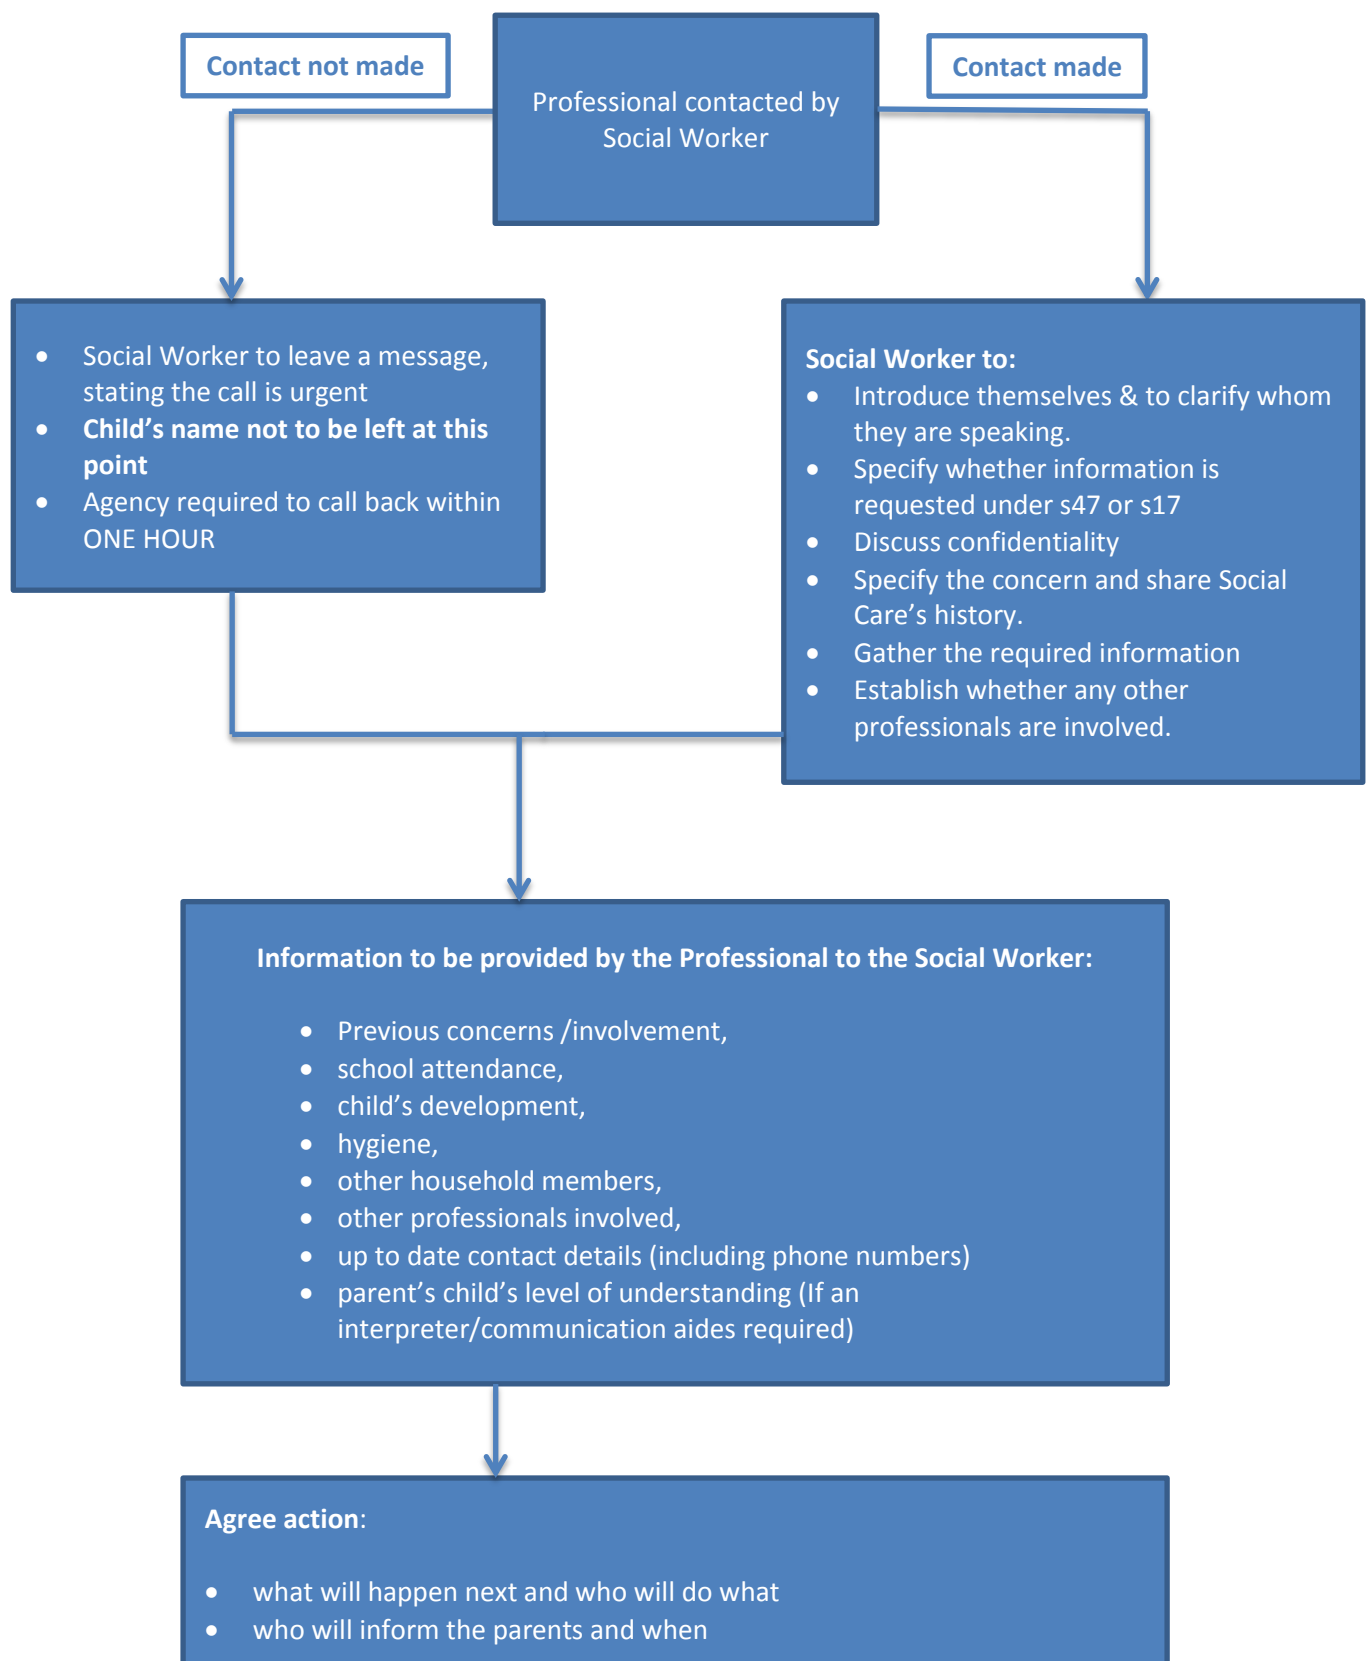 Contact not made
Contact made
Professional contacted by
Social Worker
• Social Worker to leave a message,
stating the call is urgent
• Child’s name not to be left at this
point
• Agency required to call back within
ONE HOUR
Social Worker to:
• Introduce themselves & to clarify whom
they are speaking.
• Specify whether information is
requested under s47 or s17
• Discuss confidentiality
• Specify the concern and share Social
Care’s history.
• Gather the required information
• Establish whether any other
professionals are involved.
Information to be provided by the Professional to the Social Worker:
• Previous concerns /involvement,
• school attendance,
• child’s development,
• hygiene,
• other household members,
• other professionals involved,
• up to date contact details (including phone numbers)
• parent’s child’s level of understanding (If an
interpreter/communication aides required)
Agree action:
• what will happen next and who will do what
• who will inform the parents and when